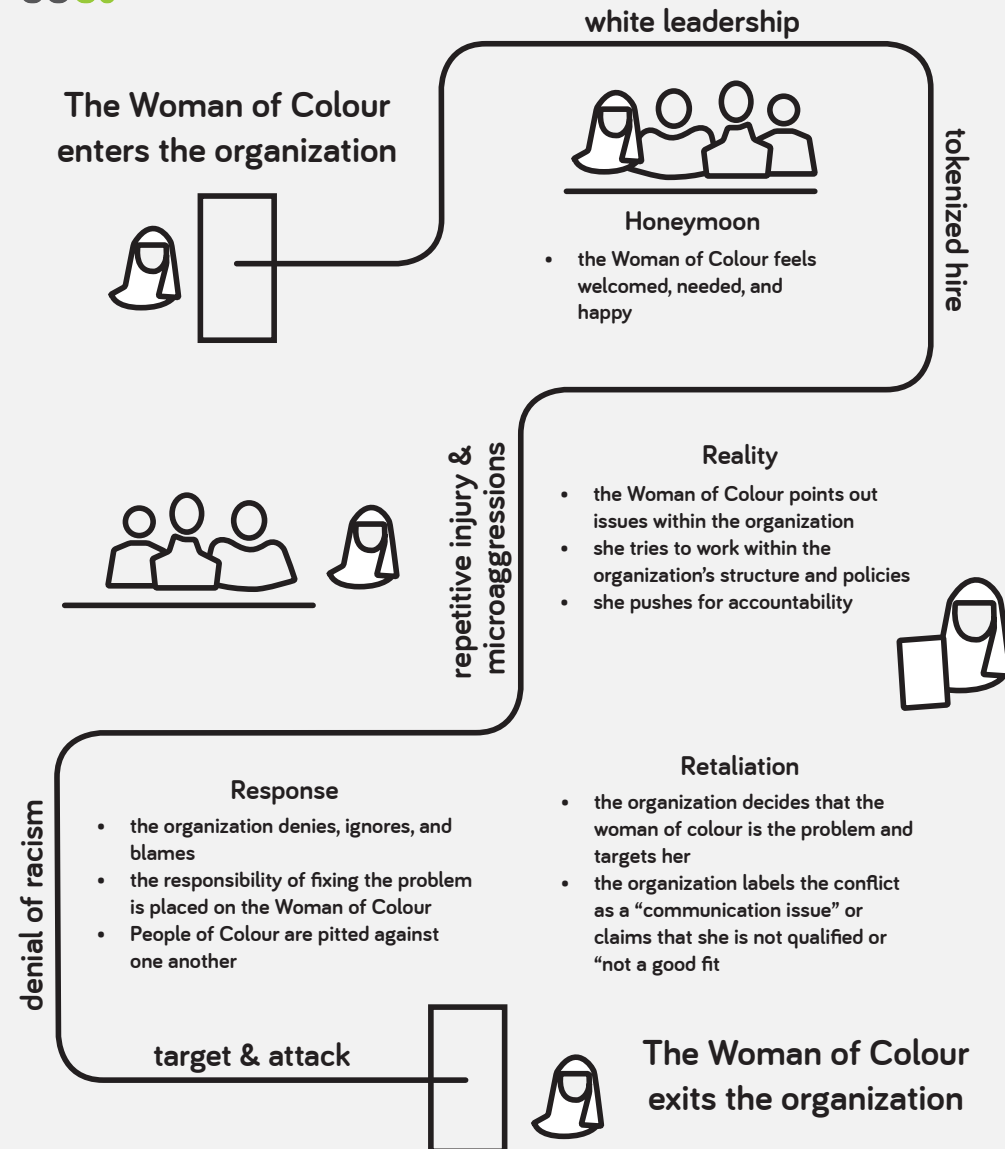 white leadership
The Woman of Colour
enters the organization
tokenized hire
Honeymoon
• the Woman of Colour feels
welcomed, needed, and
happy
repetitive injury &
microaggressions
Reality
• the Woman of Colour points out
issues within the organization
• she tries to work within the
organization's structure and policies
• she pushes for accountability
denial of racism
Response
• the organization denies, ignores, and
blames
• the responsibility of fixing the problem
is placed on the Woman of Colour
• People of Colour are pitted against
one another
Retaliation
• the organization decides that the
woman of colour is the problem and
targets her
• the organization labels the conflict
as a “communication issue” or
claims that she is not qualified or
“not a good fit
target & attack
The Woman of Colour
exits the organization